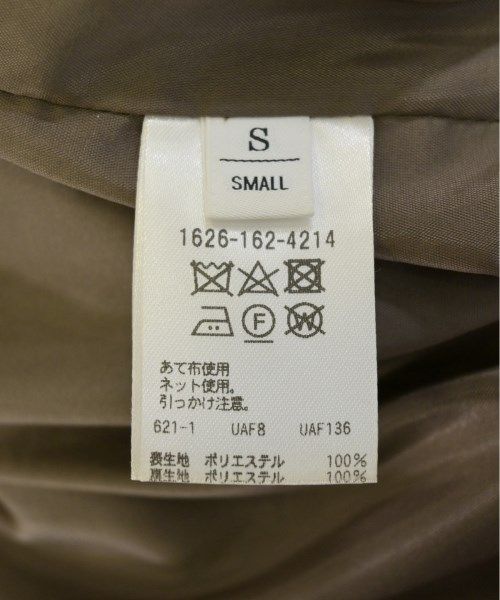 S
SMALL
1626-162-4214
F
W
あて布使用
ネット使用。
引っかけ注意。
621-1 UAF8 UAF136
表生地 ポリエステル 100%
裏生地 ポリエステル 100%